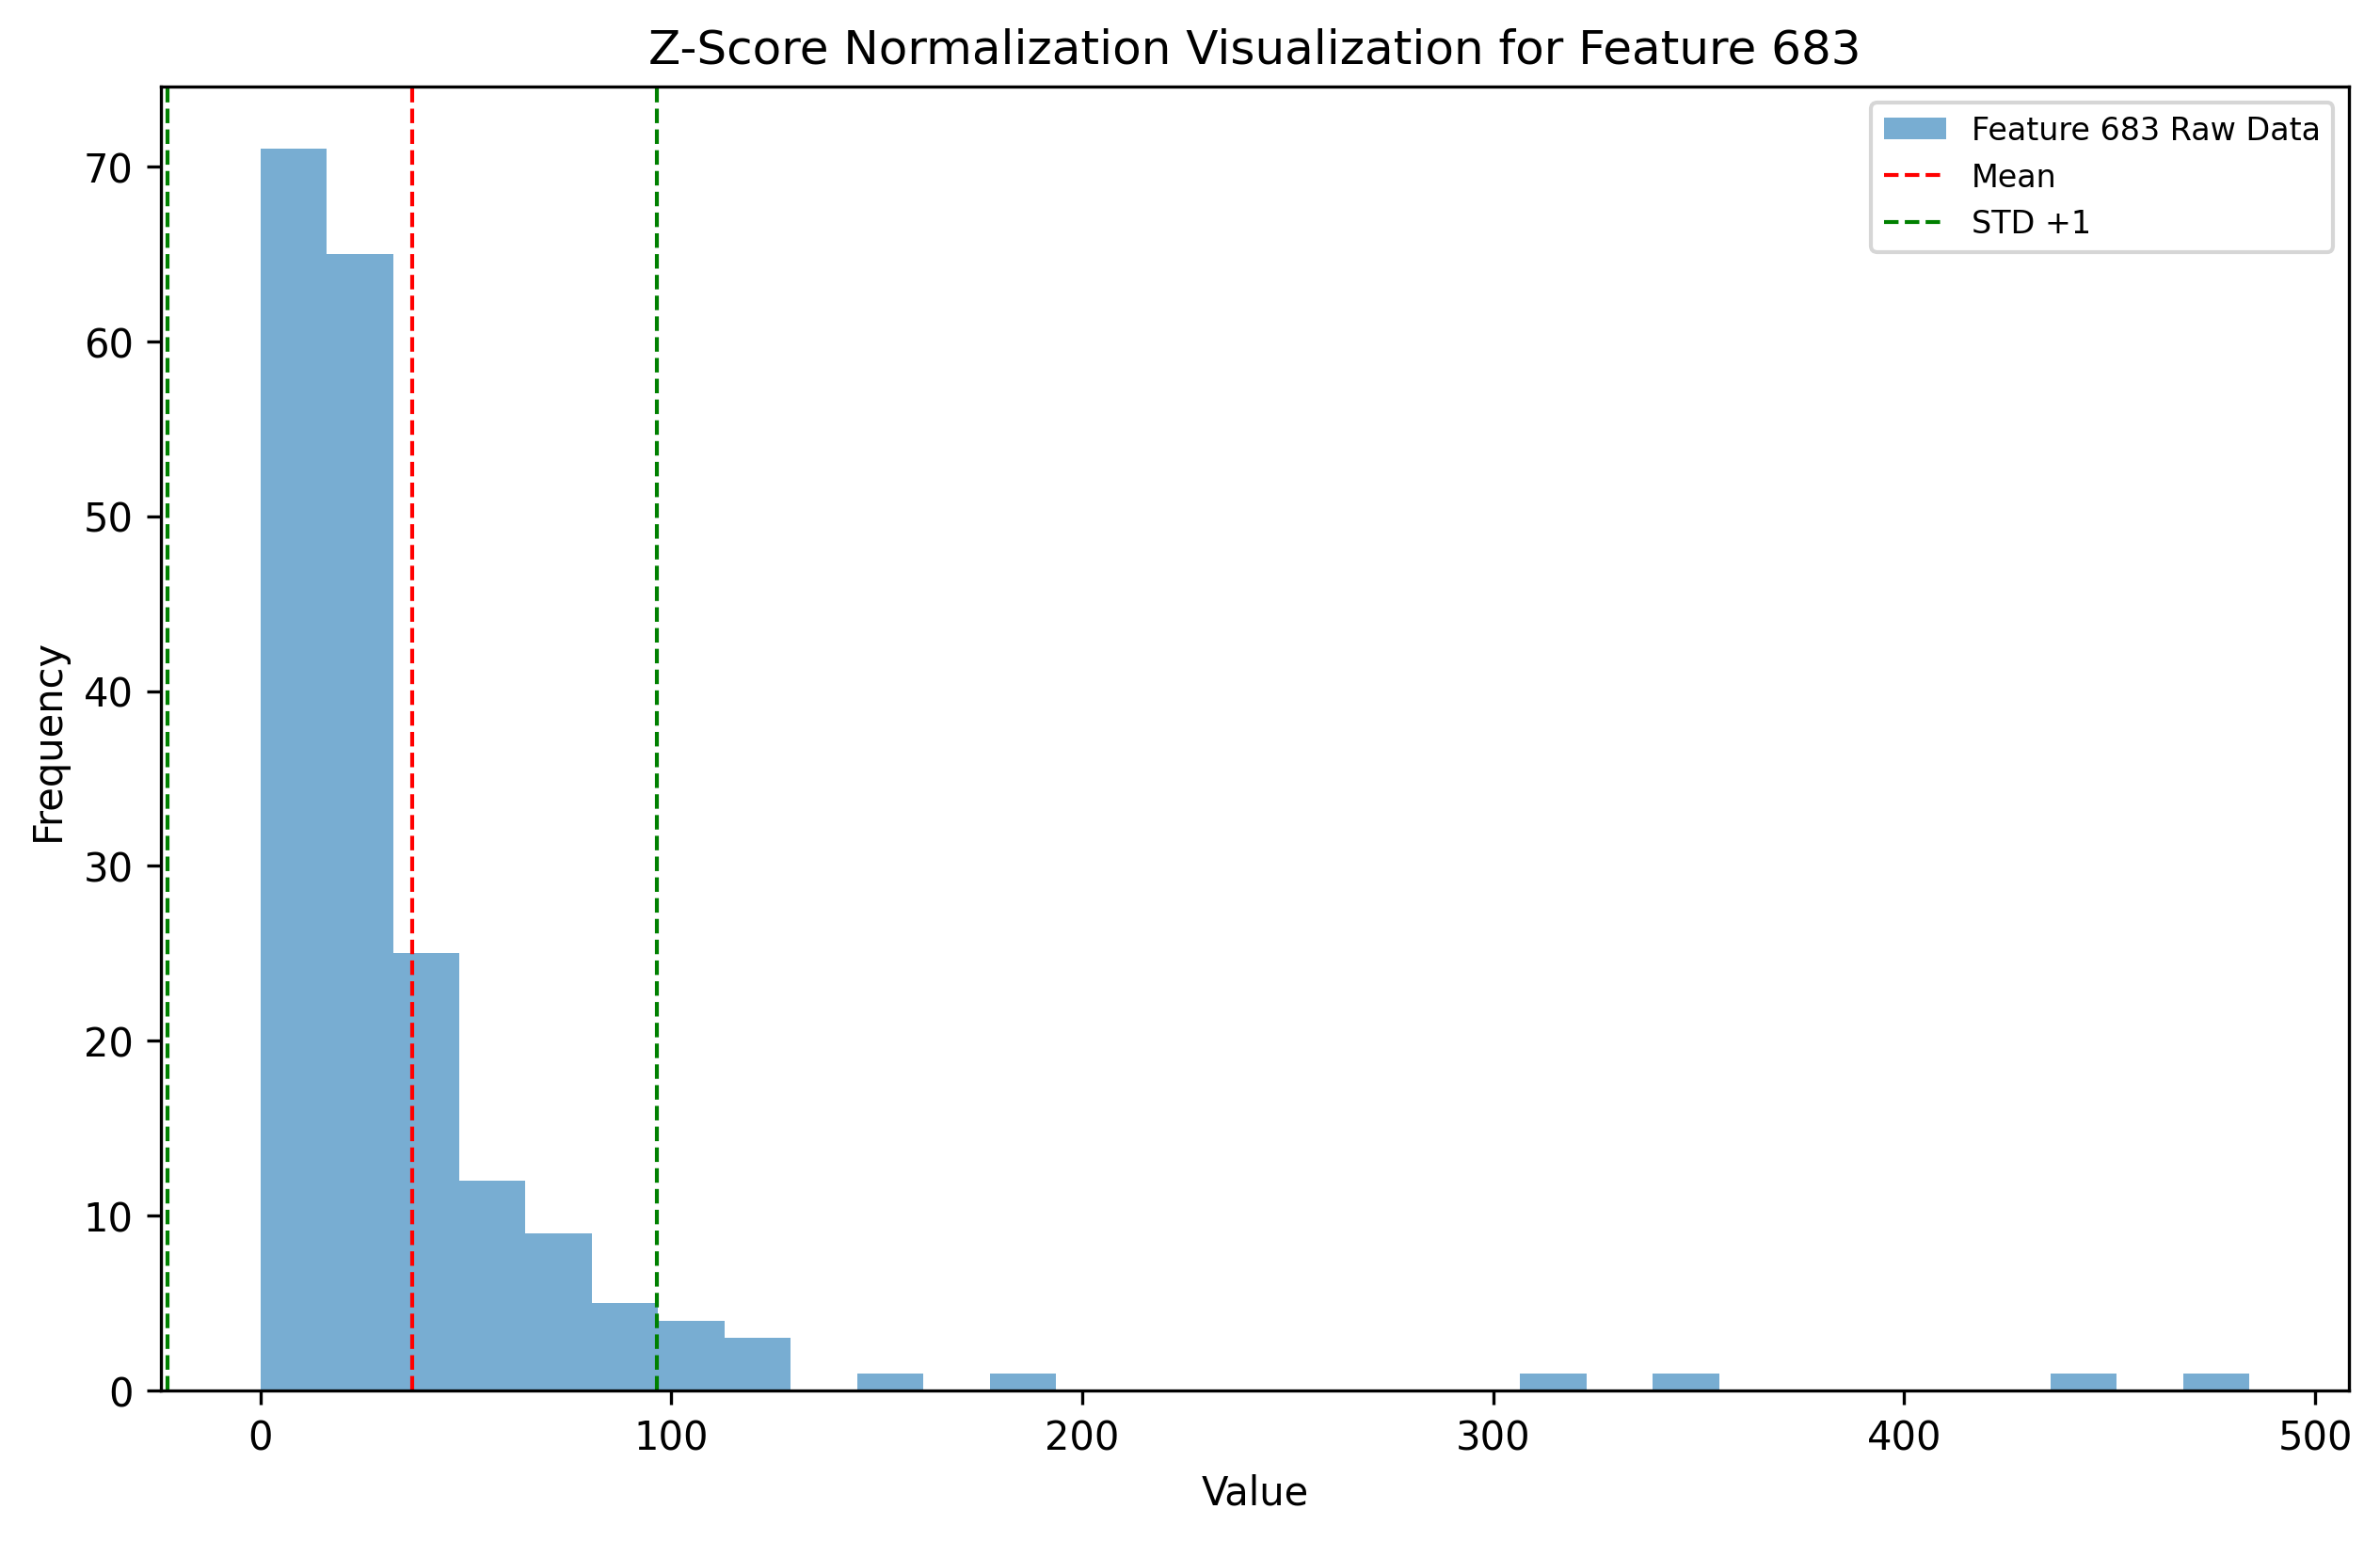 Z-Score Normalization Visualization for Feature 683
Feature 683 Raw Data
Mean
STD +1
70
60
50
40
30
20
10
0
Frequency
0 100 200 300 400 500
Value